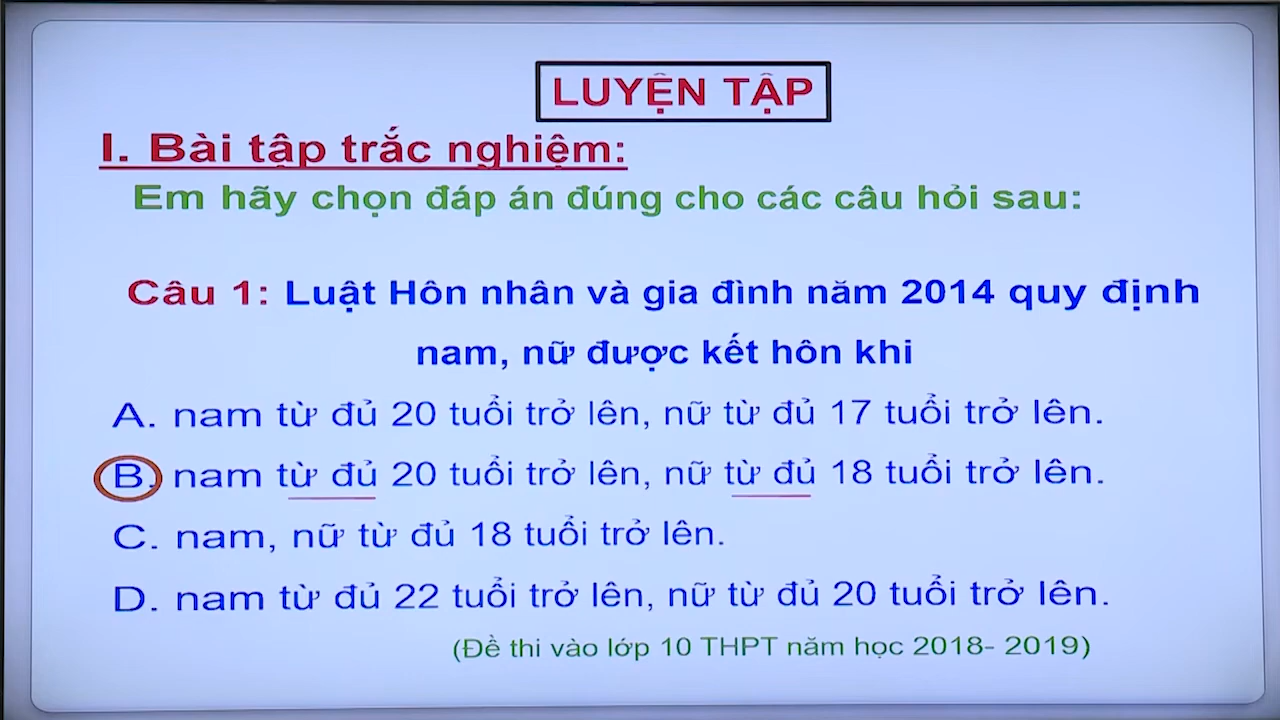 LUYỆN TẬP
I. Bài tập trắc nghiệm:
Em hãy chọn đáp án đúng cho các câu hỏi sau:
Câu 1: Luật Hôn nhân và gia đình năm 2014 quy định
nam, nữ được kết hôn khi
A. nam từ đủ 20 tuổi trở lên, nữ từ đủ 17 tuổi trở lên.
B. nam từ đủ 20 tuổi trở lên, nữ từ đủ 18 tuổi trở lên.
C. nam, nữ từ đủ 18 tuổi trở lên.
D. nam từ đủ 22 tuổi trở lên, nữ từ đủ 20 tuổi trở lên.
(Đề thi vào lớp 10 THPT năm học 2018- 2019)